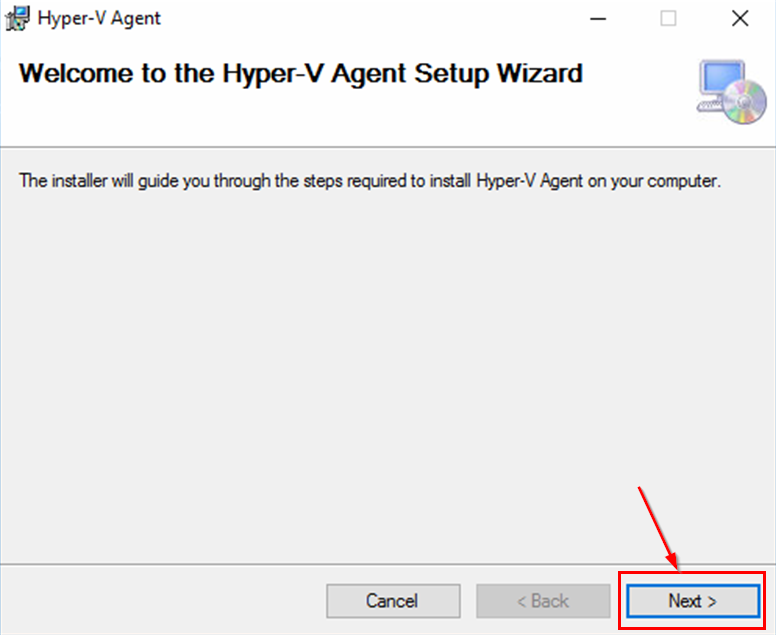 Hyper-V Agent
Welcome to the Hyper-V Agent Setup Wizard
The installer will guide you through the steps required to install Hyper-V Agent on your computer.
Cancel
< Back
Next >